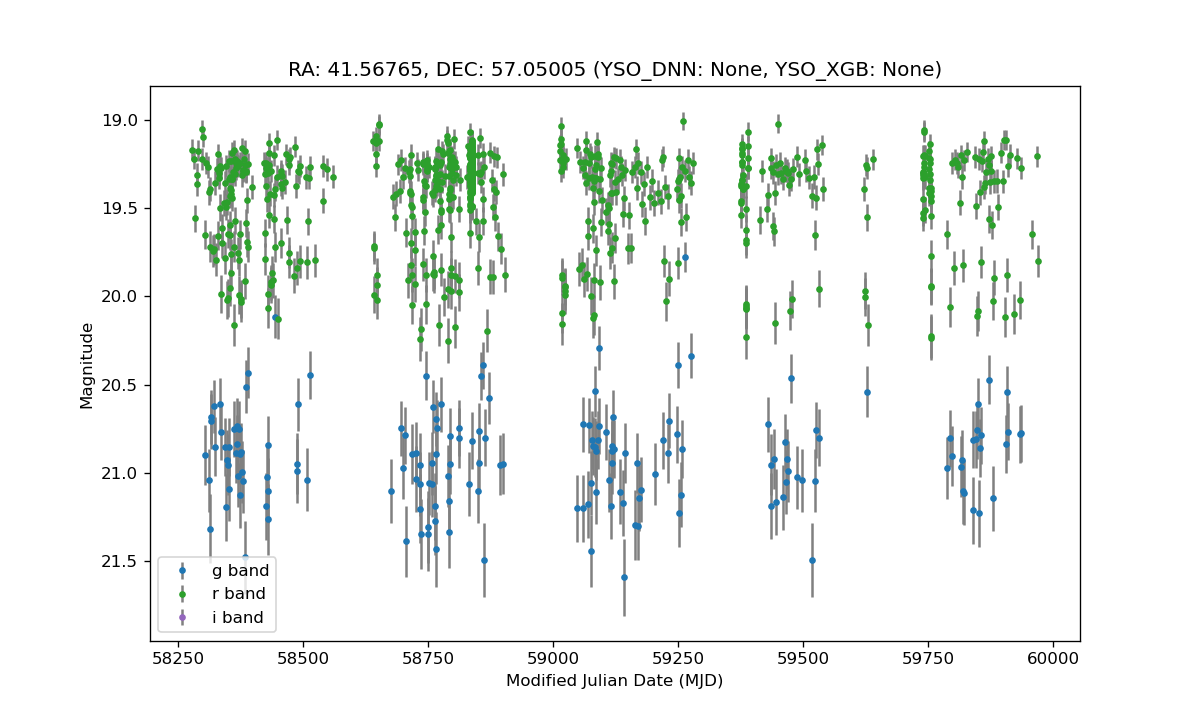 RA: 41.56765, DEC: 57.05005 (YSO_DNN: None, YSO_XGB: None)
19.0
19.5
20.0
20.5
21.0
21.5
Magnitude
g band
r band
i band
58250 58500 58750 59000 59250 59500 59750 60000
Modified Julian Date (MJD)